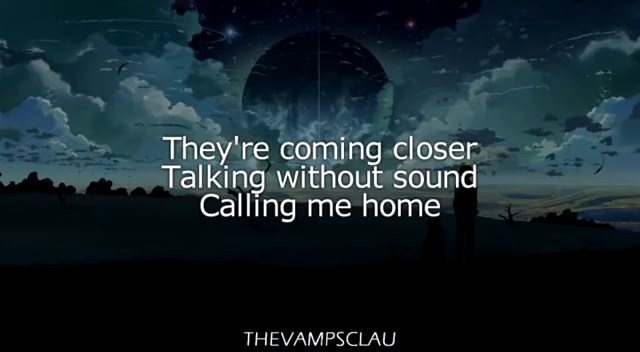 They're coming closer
Talking without sound
Calling me home
THEVAMPSCLAU